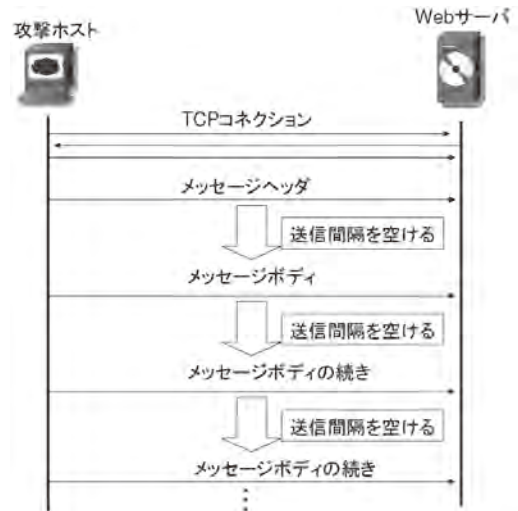 攻撃ホスト
Webサーバ
TCPコネクション
メッセージヘッダ
送信間隔を空ける
メッセージボディ
送信間隔を空ける
メッセージボディの続き
送信間隔を空ける
メッセージボディの続き